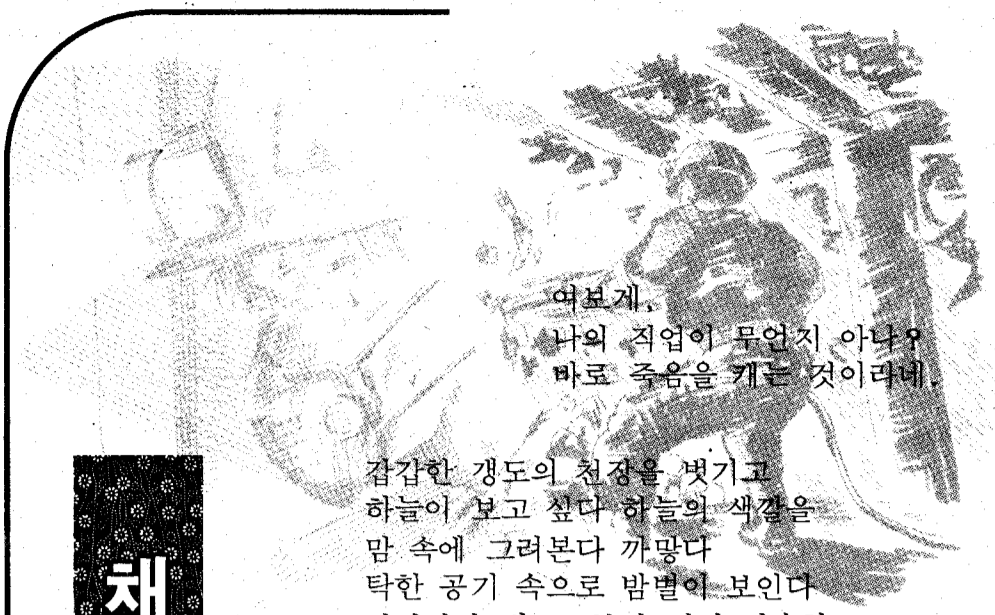 여보게,
나의 직업이 무언지 아나?
바로 죽음을 캐는 것이라네.
갑갑한 갱도의 천장을 벗기고
하늘이 보고 싶다 하늘의 색깔을
맘 속에 그려본다 까맣다
탁한 공기 속으로 밤별이 보인다
채